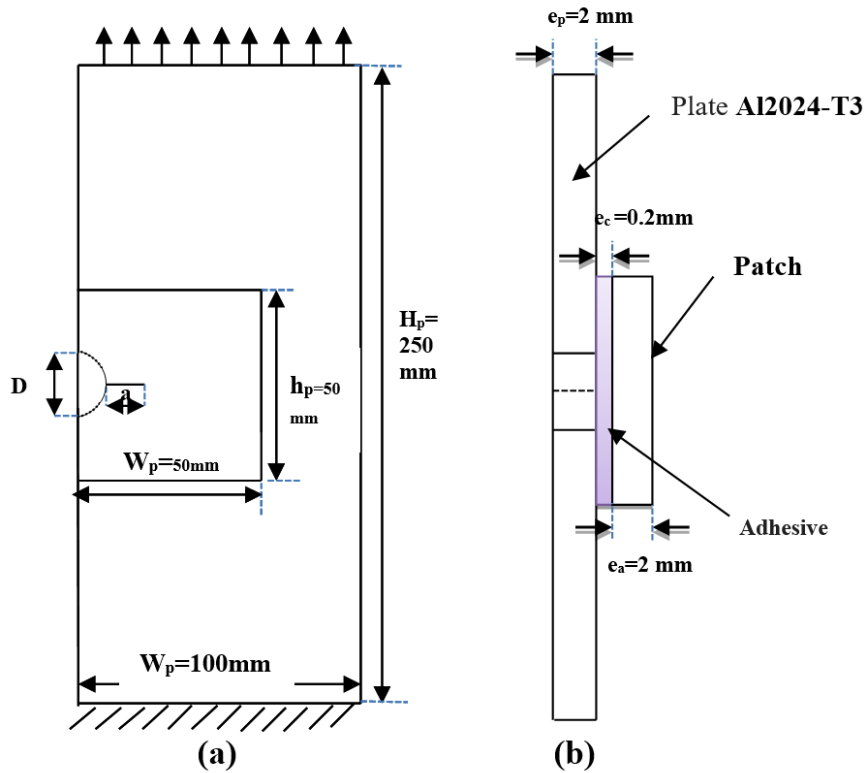 eₚ=2 mm
Plate Al2024-T3
e꜀=0.2mm
Patch
Hₚ=
250
mm
D
a
hₚ₌₅₀
mm
Wₚ=50mm
Adhesive
eₐ=2 mm
Wₚ=100mm
(a)
(b)